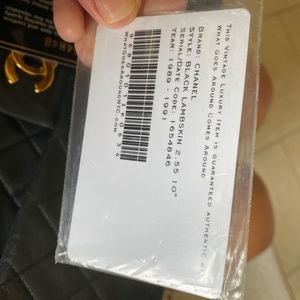 This Vintage Luxury Item is guaranteed authentic by
What Goes Around Comes Around
Brand: CHANEL
Style: Black Lambskin 2.55 10"
Serial/Date Code: 1654846
Year: 1989 - 1991
WhatGoesAroundNYC.com